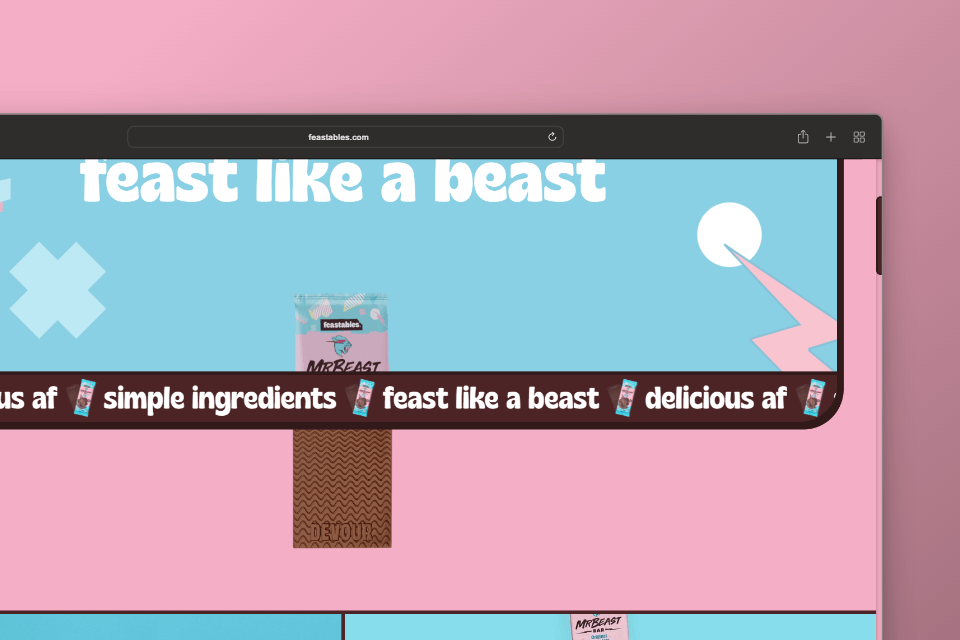 feastables.com
feast like a beast
feastables.
MRBEAST
us af simple ingredients feast like a beast delicious af
DEVOUR
MRBEAST
BAR